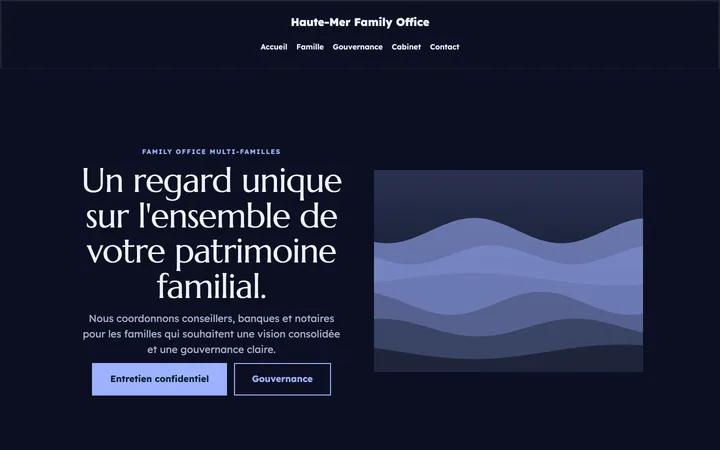 Haute-Mer Family Office
Accueil Famille Gouvernance Cabinet Contact
FAMILY OFFICE MULTI-FAMILLES
Un regard unique
sur l'ensemble de
votre patrimoine
familial.
Nous coordonnons conseillers, banques et notaires
pour les familles qui souhaitent une vision consolidée
et une gouvernance claire.
Entretien confidentiel Gouvernance